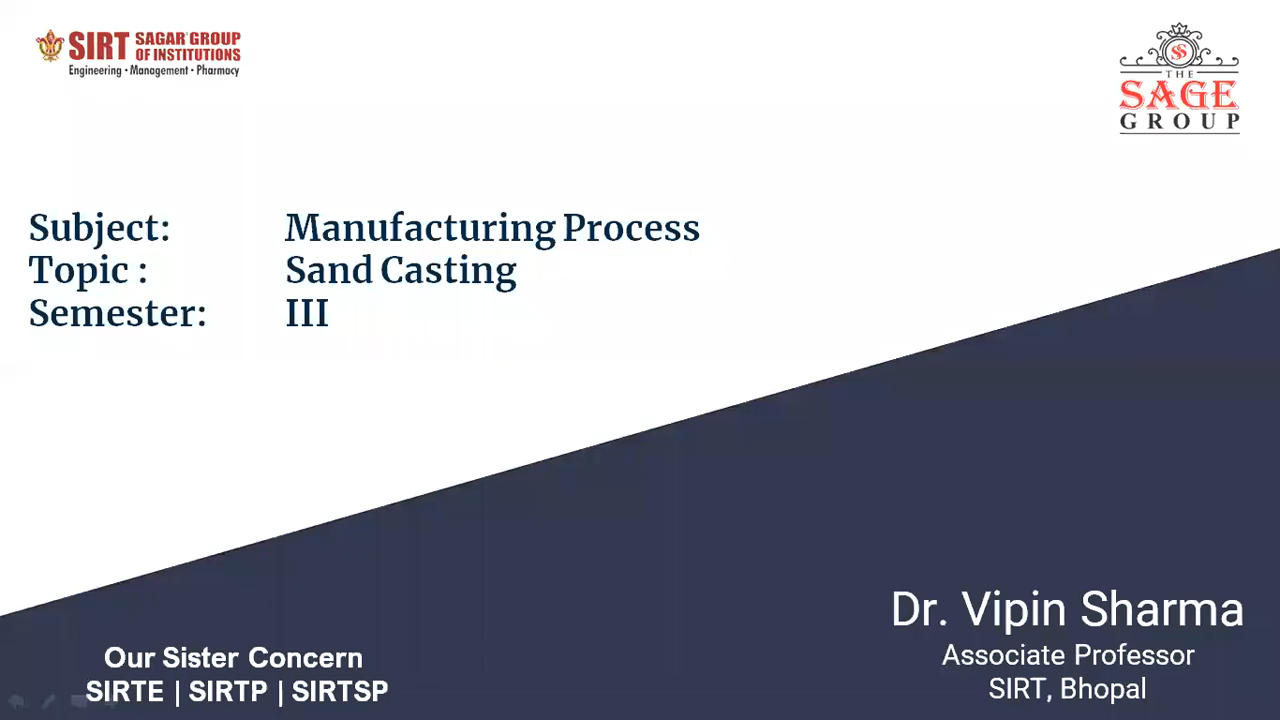 SIRT SAGAR GROUP
OF INSTITUTIONS
Engineering • Management • Pharmacy
SS
THE
SAGE
GROUP
Subject: Manufacturing Process
Topic : Sand Casting
Semester: III
Dr. Vipin Sharma
Associate Professor
SIRT, Bhopal
Our Sister Concern
SIRTE | SIRTP | SIRTSP